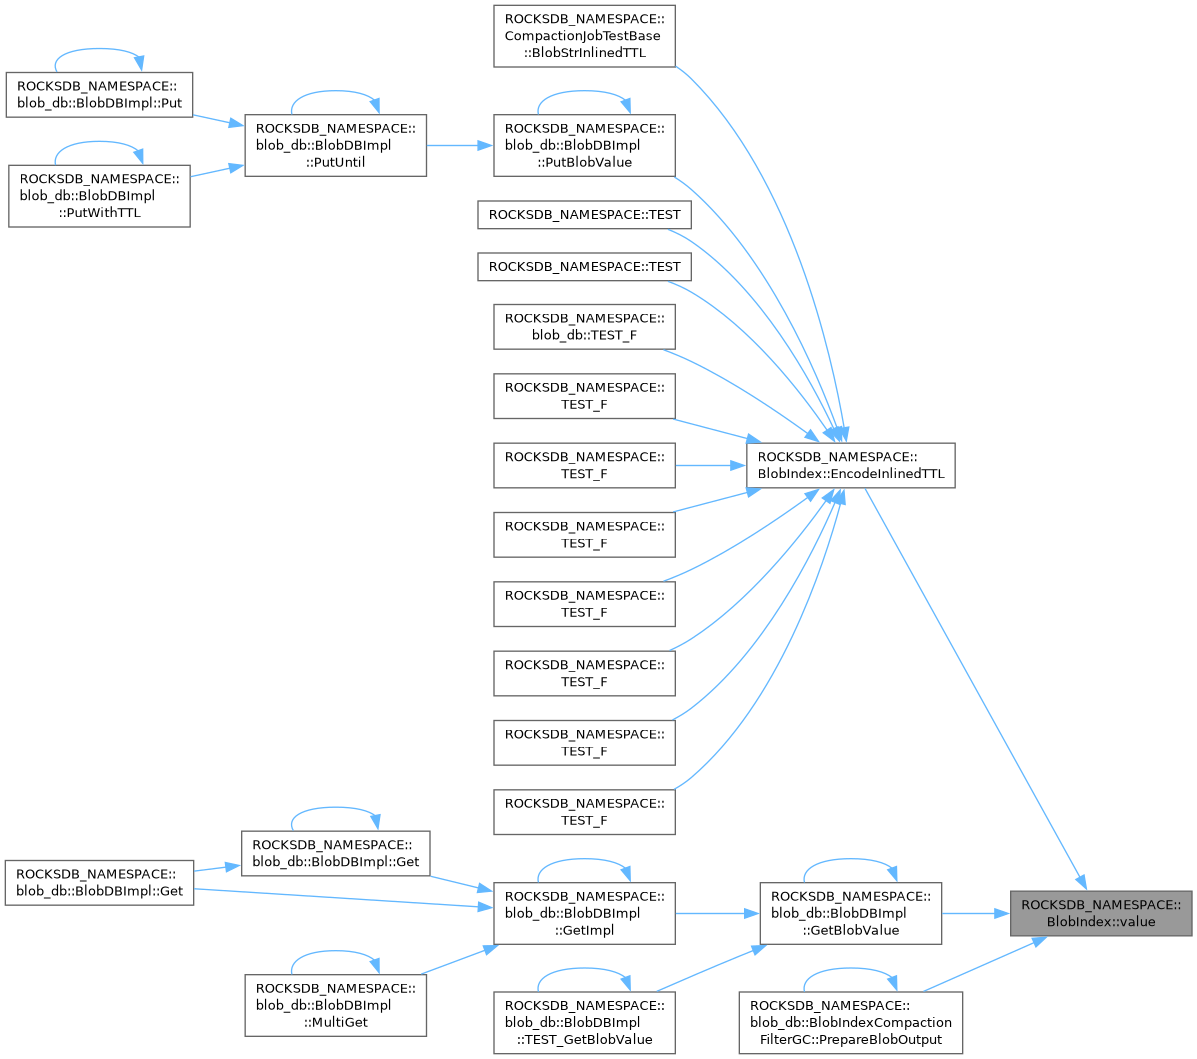 ROCKSDB_NAMESPACE::
CompactionJobTestBase
::BlobStrInlinedTTL
ROCKSDB_NAMESPACE::
blob_db::BlobDBImpl::Put
ROCKSDB_NAMESPACE::
blob_db::BlobDBImpl
::PutUntil
ROCKSDB_NAMESPACE::
blob_db::BlobDBImpl
::PutBlobValue
ROCKSDB_NAMESPACE::
blob_db::BlobDBImpl
::PutWithTTL
ROCKSDB_NAMESPACE::TEST
ROCKSDB_NAMESPACE::TEST
ROCKSDB_NAMESPACE::
blob_db::TEST_F
ROCKSDB_NAMESPACE::
TEST_F
ROCKSDB_NAMESPACE::
TEST_F
ROCKSDB_NAMESPACE::
BlobIndex::EncodeInlinedTTL
ROCKSDB_NAMESPACE::
TEST_F
ROCKSDB_NAMESPACE::
TEST_F
ROCKSDB_NAMESPACE::
TEST_F
ROCKSDB_NAMESPACE::
TEST_F
ROCKSDB_NAMESPACE::
TEST_F
ROCKSDB_NAMESPACE::
blob_db::BlobDBImpl::Get
ROCKSDB_NAMESPACE::
blob_db::BlobDBImpl::Get
ROCKSDB_NAMESPACE::
blob_db::BlobDBImpl
::GetImpl
ROCKSDB_NAMESPACE::
blob_db::BlobDBImpl
::GetBlobValue
ROCKSDB_NAMESPACE::
BlobIndex::value
ROCKSDB_NAMESPACE::
blob_db::BlobDBImpl
::MultiGet
ROCKSDB_NAMESPACE::
blob_db::BlobDBImpl
::TEST_GetBlobValue
ROCKSDB_NAMESPACE::
blob_db::BlobIndexCompaction
FilterGC::PrepareBlobOutput